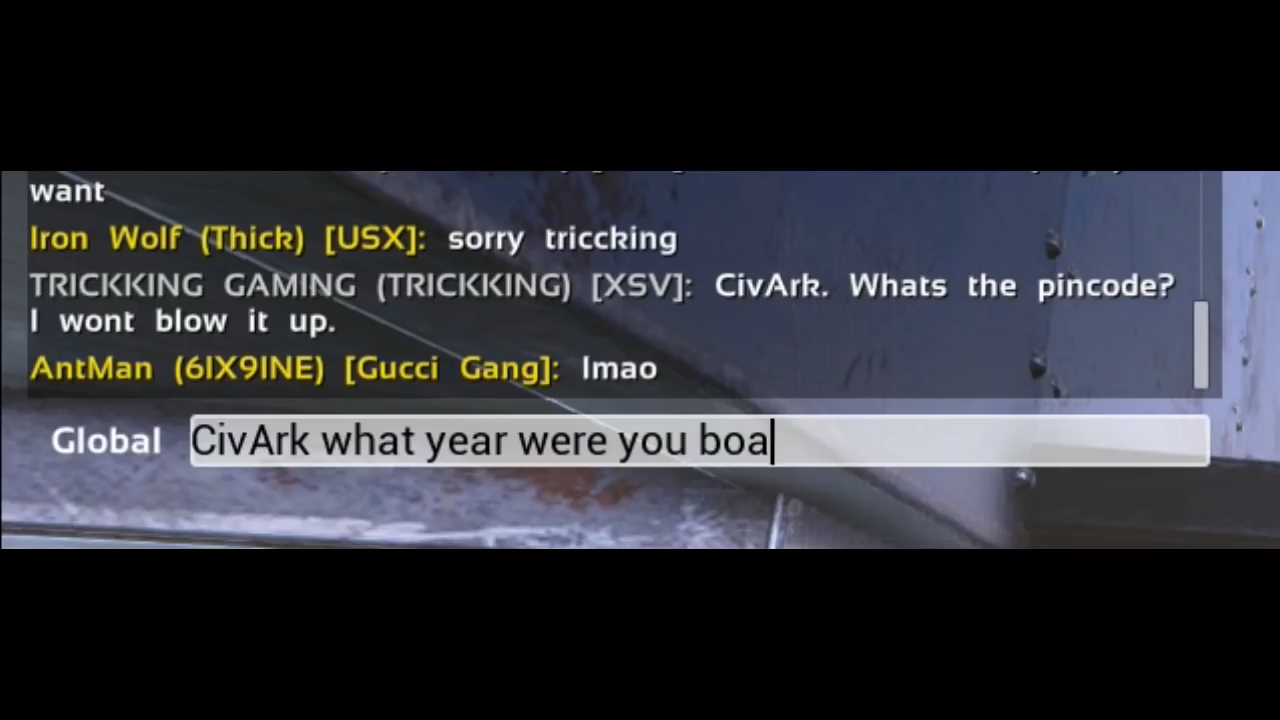 want
Iron Wolf (Thick) [USX]: sorry triccking
TRICKKING GAMING (TRICKKING) [XSV]: CivArk. Whats the pincode?
I wont blow it up.
AntMan (6IX9INE) [Gucci Gang]: lmao
Global CivArk what year were you boa